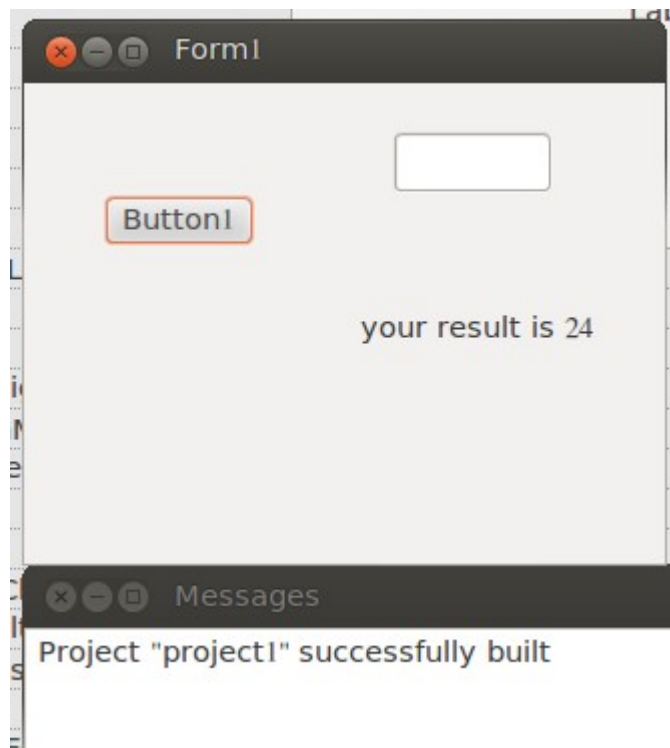 Form1
Button1
your result is 24
Messages
Project "project1" successfully built